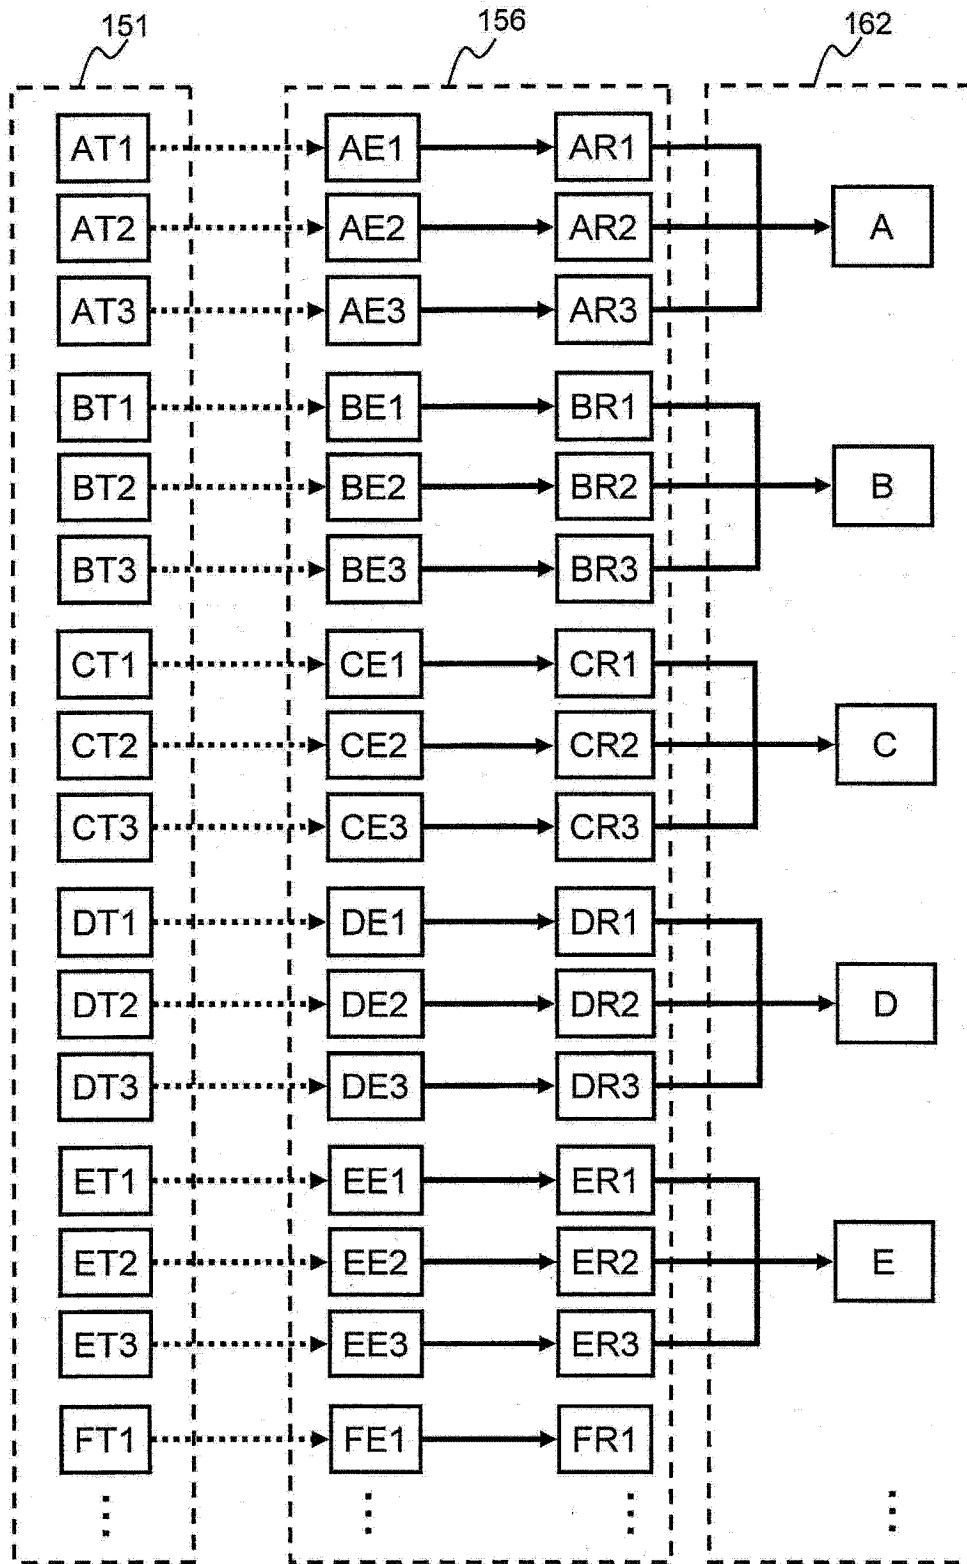 151 156 162
AT1 AE1 AR1
AT2 AE2 AR2 A
AT3 AE3 AR3
BT1 BE1 BR1
BT2 BE2 BR2 B
BT3 BE3 BR3
CT1 CE1 CR1
CT2 CE2 CR2 C
CT3 CE3 CR3
DT1 DE1 DR1
DT2 DE2 DR2 D
DT3 DE3 DR3
ET1 EE1 ER1
ET2 EE2 ER2 E
ET3 EE3 ER3
FT1 FE1 FR1